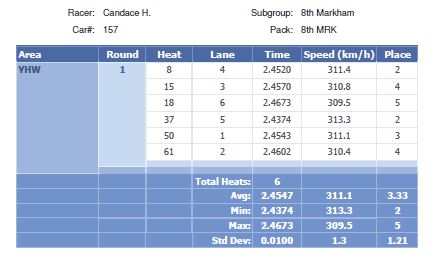 Racer: Candace H. Subgroup: 8th Markham
Car#: 157 Pack: 8th MRK
Area Round Heat Lane Time Speed (km/h) Place
YHW 1 8 4 2.4520 311.4 2
15 3 2.4570 310.8 4
18 6 2.4673 309.5 5
37 5 2.4374 313.3 2
50 1 2.4543 311.1 3
61 2 2.4602 310.4 4
Total Heats: 6
Avg: 2.4547 311.1 3.33
Min: 2.4374 313.3 2
Max: 2.4673 309.5 5
Std Dev: 0.0100 1.3 1.21